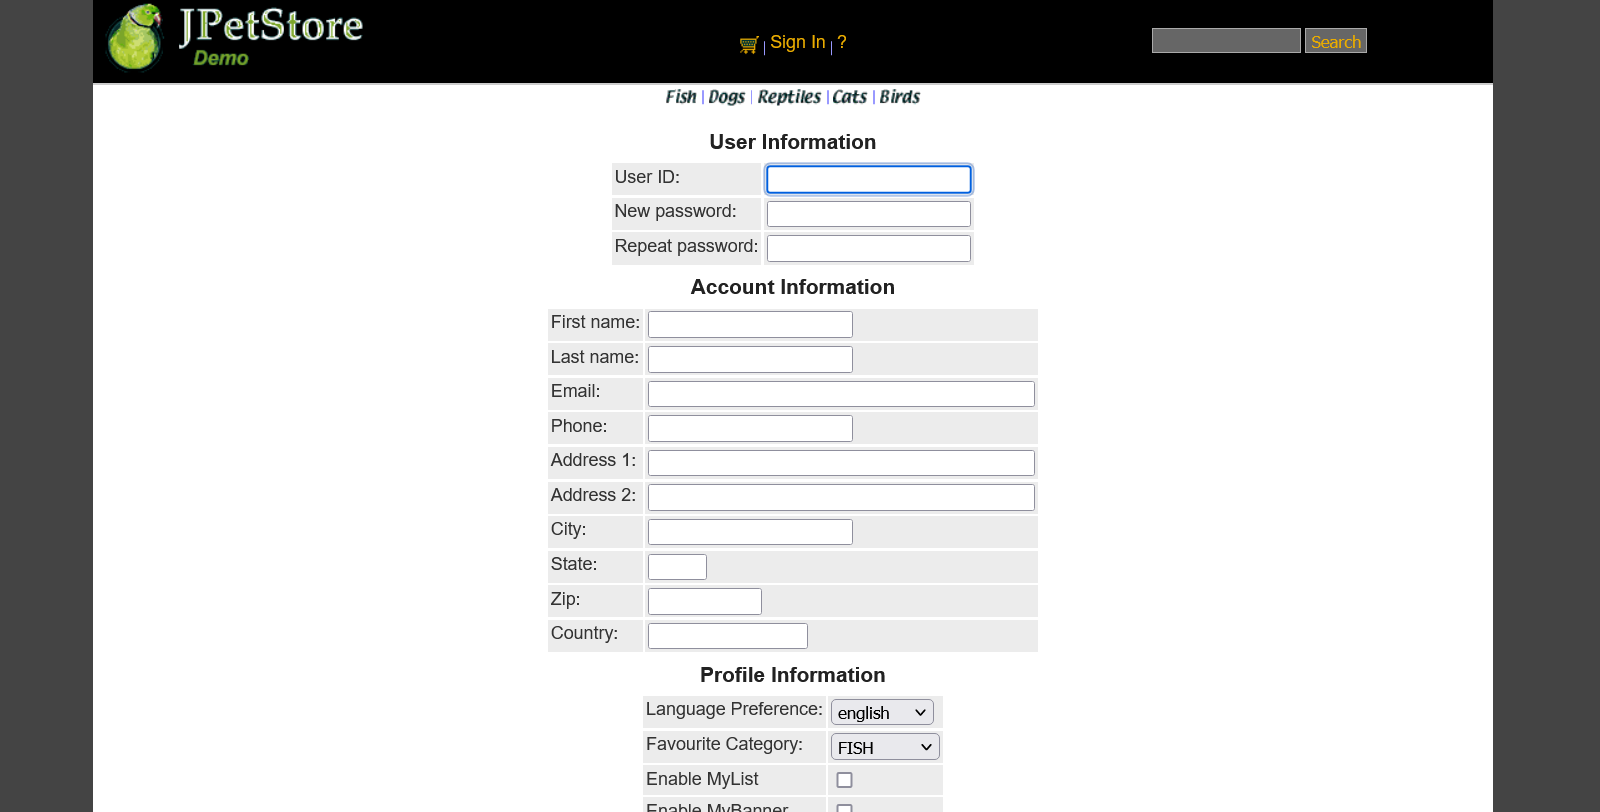 JPetStore
Demo
Sign In | ?
Search
Fish | Dogs | Reptiles | Cats | Birds
User Information
User ID:
New password:
Repeat password:
Account Information
First name:
Last name:
Email:
Phone:
Address 1:
Address 2:
City:
State:
Zip:
Country:
Profile Information
Language Preference: english
Favourite Category: FISH
Enable MyList
Enable MyBanner